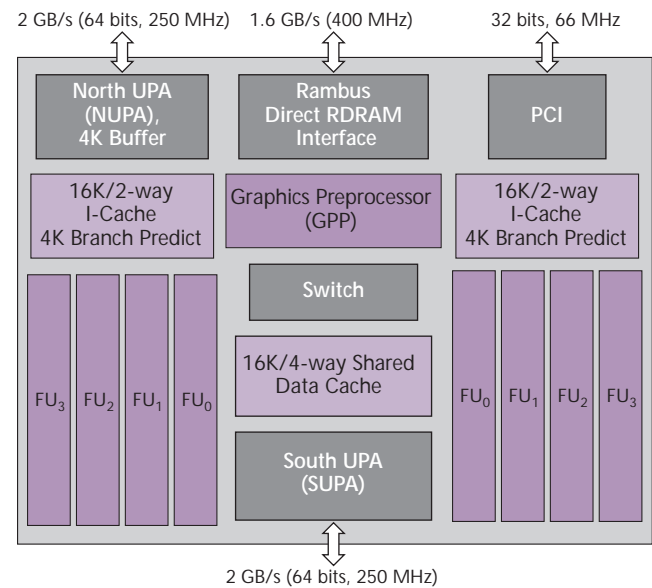 2 GB/s (64 bits, 250 MHz)
1.6 GB/s (400 MHz)
32 bits, 66 MHz
North UPA
(NUPA),
4K Buffer
Rambus
Direct RDRAM
Interface
PCI
16K/2-way
I-Cache
4K Branch Predict
Graphics Preprocessor
(GPP)
16K/2-way
I-Cache
4K Branch Predict
Switch
16K/4-way Shared
Data Cache
FU3
FU2
FU1
FU0
FU0
FU1
FU2
FU3
South UPA
(SUPA)
2 GB/s (64 bits, 250 MHz)